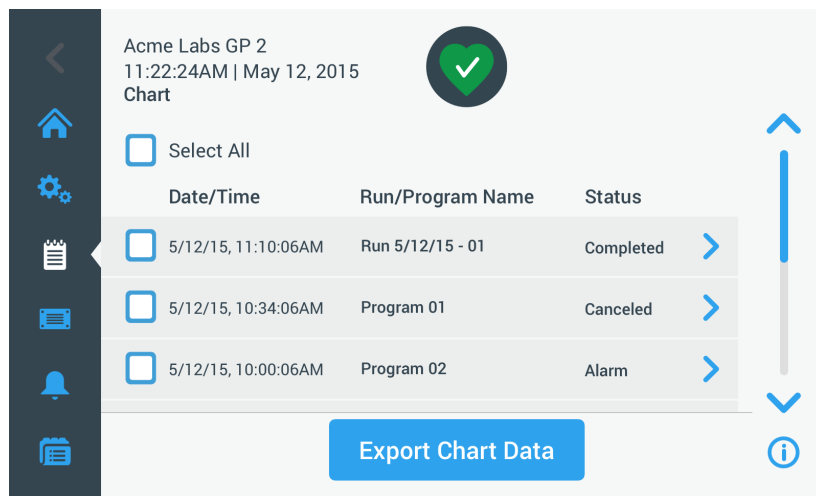 Acme Labs GP 2
11:22:24AM | May 12, 2015
Chart
Select All
Date/Time Run/Program Name Status
5/12/15, 11:10:06AM Run 5/12/15 - 01 Completed
5/12/15, 10:34:06AM Program 01 Canceled
5/12/15, 10:00:06AM Program 02 Alarm
Export Chart Data